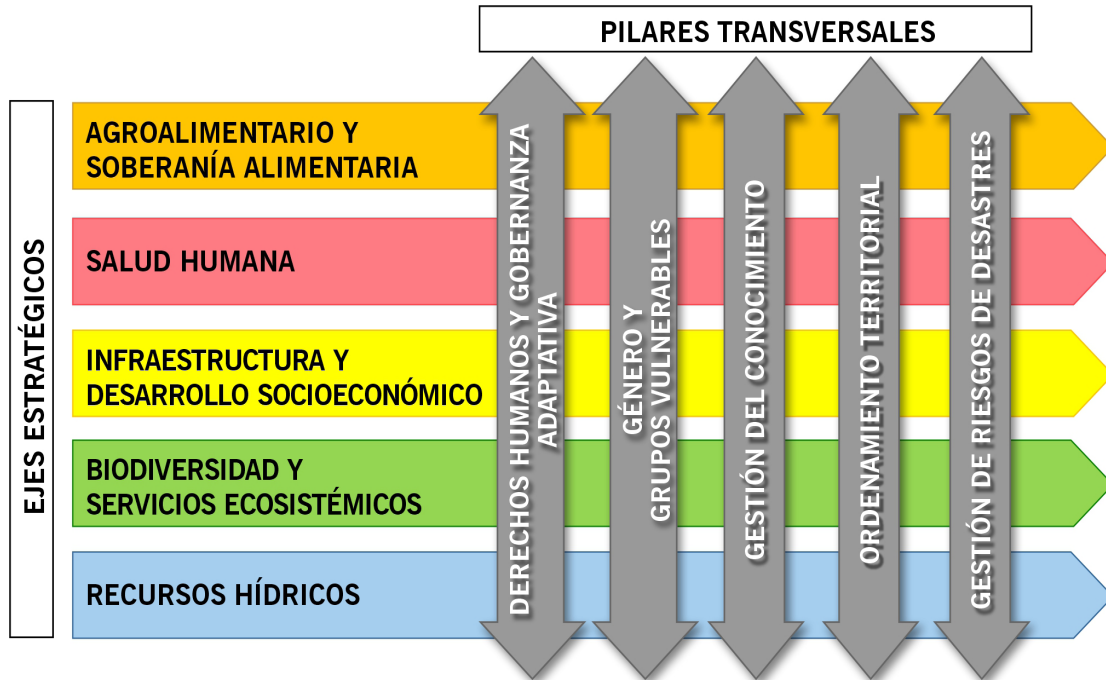 PILARES TRANSVERSALES
EJES ESTRATÉGICOS
AGROALIMENTARIO Y
SOBERANÍA ALIMENTARIA
SALUD HUMANA
INFRAESTRUCTURA Y
DESARROLLO SOCIOECONÓMICO
BIODIVERSIDAD Y
SERVICIOS ECOSISTÉMICOS
RECURSOS HÍDRICOS
DERECHOS HUMANOS Y GOBERNANZA
ADAPTATIVA
GÉNERO Y
GRUPOS VULNERABLES
GESTIÓN DEL CONOCIMIENTO
ORDENAMIENTO TERRITORIAL
GESTIÓN DE RIESGOS DE DESASTRES